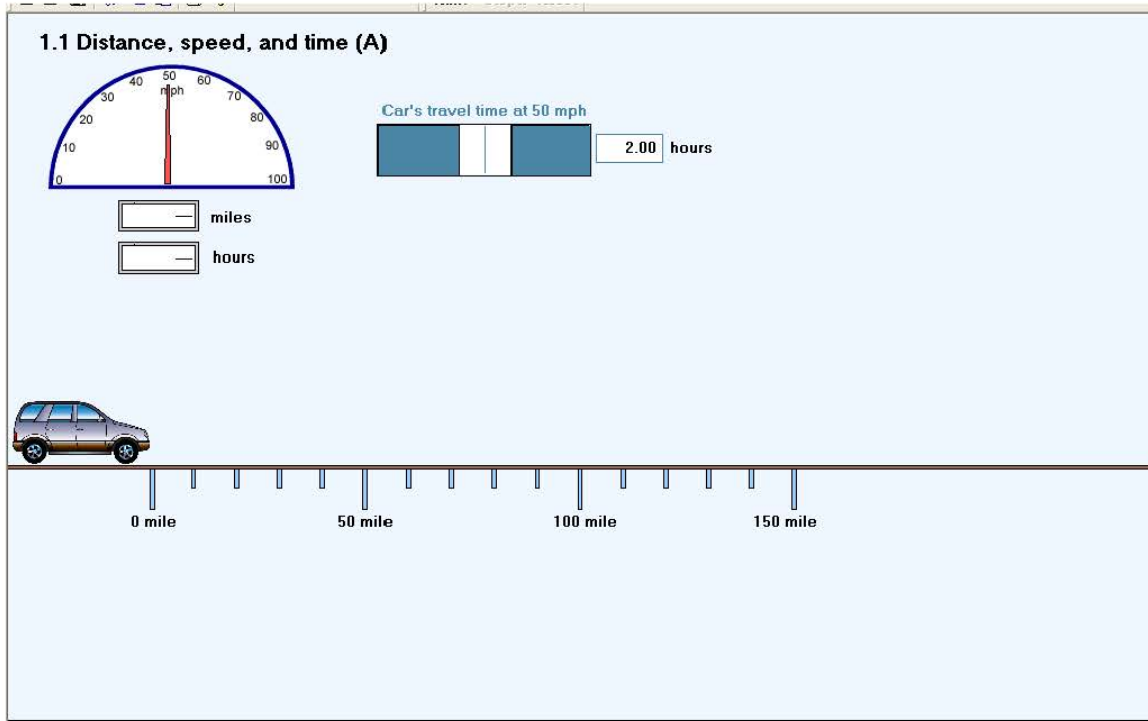 1.1 Distance, speed, and time (A)
0 10 20 30 40 50 60 70 80 90 100
mph
Car's travel time at 50 mph
2.00 hours
— miles
— hours
0 mile 50 mile 100 mile 150 mile